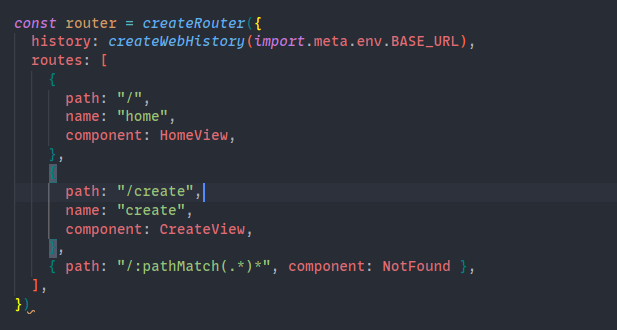 const router = createRouter({
  history: createWebHistory(import.meta.env.BASE_URL),
  routes: [
    {
      path: "/",
      name: "home",
      component: HomeView,
    },
    {
      path: "/create",
      name: "create",
      component: CreateView,
    },
    { path: "/:pathMatch(.*)*", component: NotFound },
  ],
})